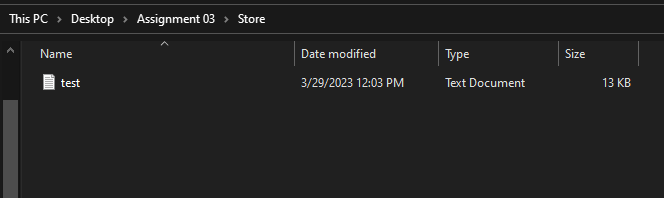 This PC > Desktop > Assignment 03 > Store
Name Date modified Type Size
test 3/29/2023 12:03 PM Text Document 13 KB